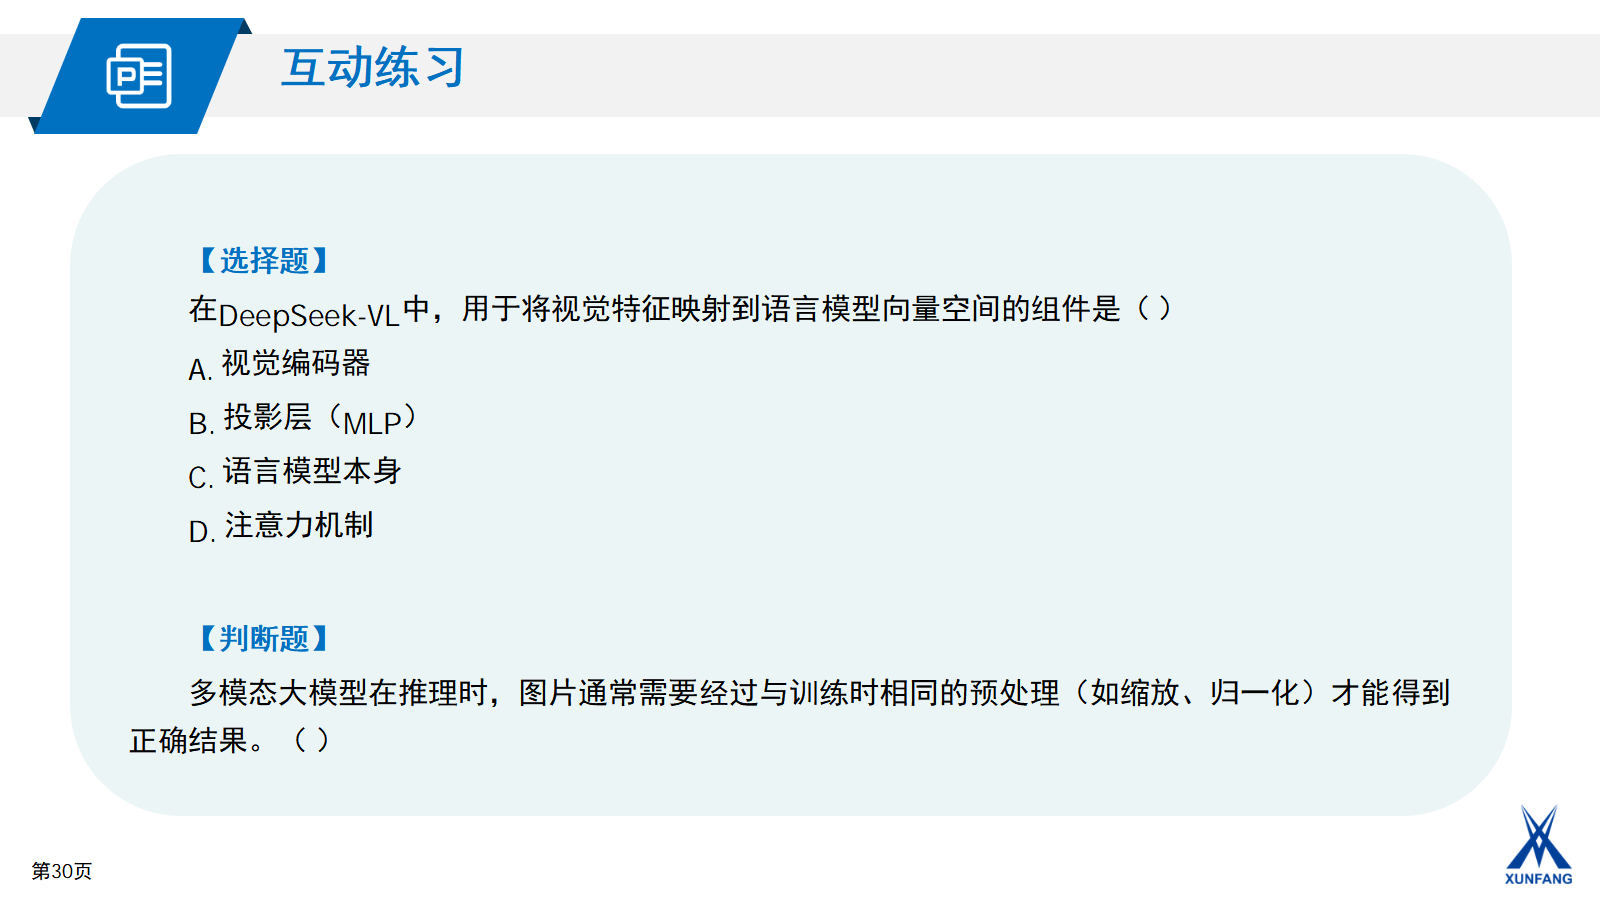 互动练习
【选择题】
在DeepSeek-VL中，用于将视觉特征映射到语言模型向量空间的组件是（ ）
A. 视觉编码器
B. 投影层（MLP）
C. 语言模型本身
D. 注意力机制
【判断题】
多模态大模型在推理时，图片通常需要经过与训练时相同的预处理（如缩放、归一化）才能得到
正确结果。（ ）
第30页
XUNFANG